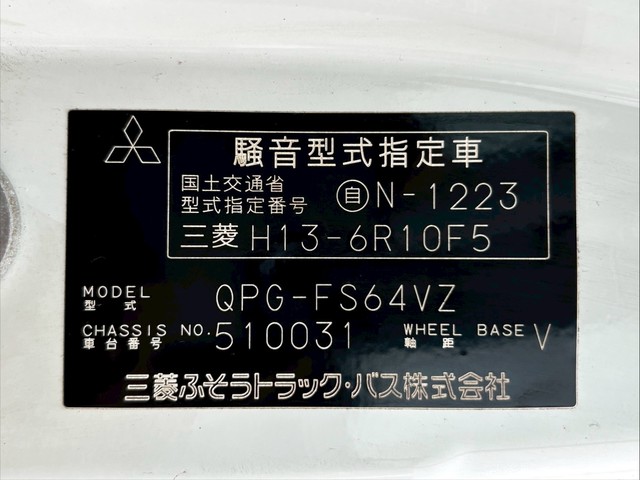 騒音型式指定車
国土交通省
型式指定番号 自N-1223
三菱 H13-6R10F5
MODEL
型式 QPG-FS64VZ
CHASSIS NO. 510031 WHEEL BASE V
車台番号 軸距
三菱ふそうトラック・バス株式会社